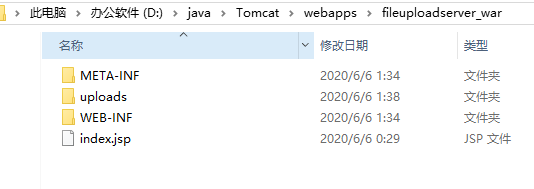 此电脑 > 办公软件 (D:) > java > Tomcat > webapps > fileuploadserver_war
名称 修改日期 类型
META-INF 2020/6/6 1:34 文件夹
uploads 2020/6/6 1:38 文件夹
WEB-INF 2020/6/6 1:34 文件夹
index.jsp 2020/6/6 0:29 JSP 文件